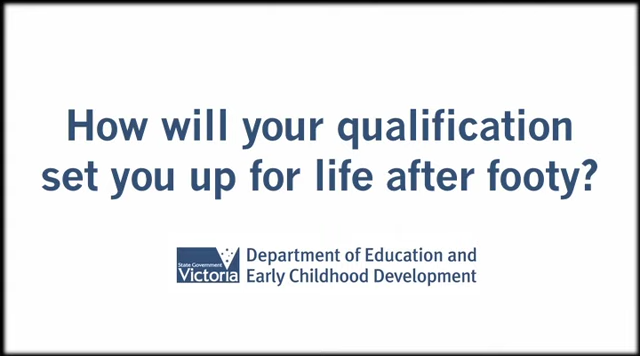 How will your qualification
set you up for life after footy?
State Government
Victoria
Department of Education and
Early Childhood Development